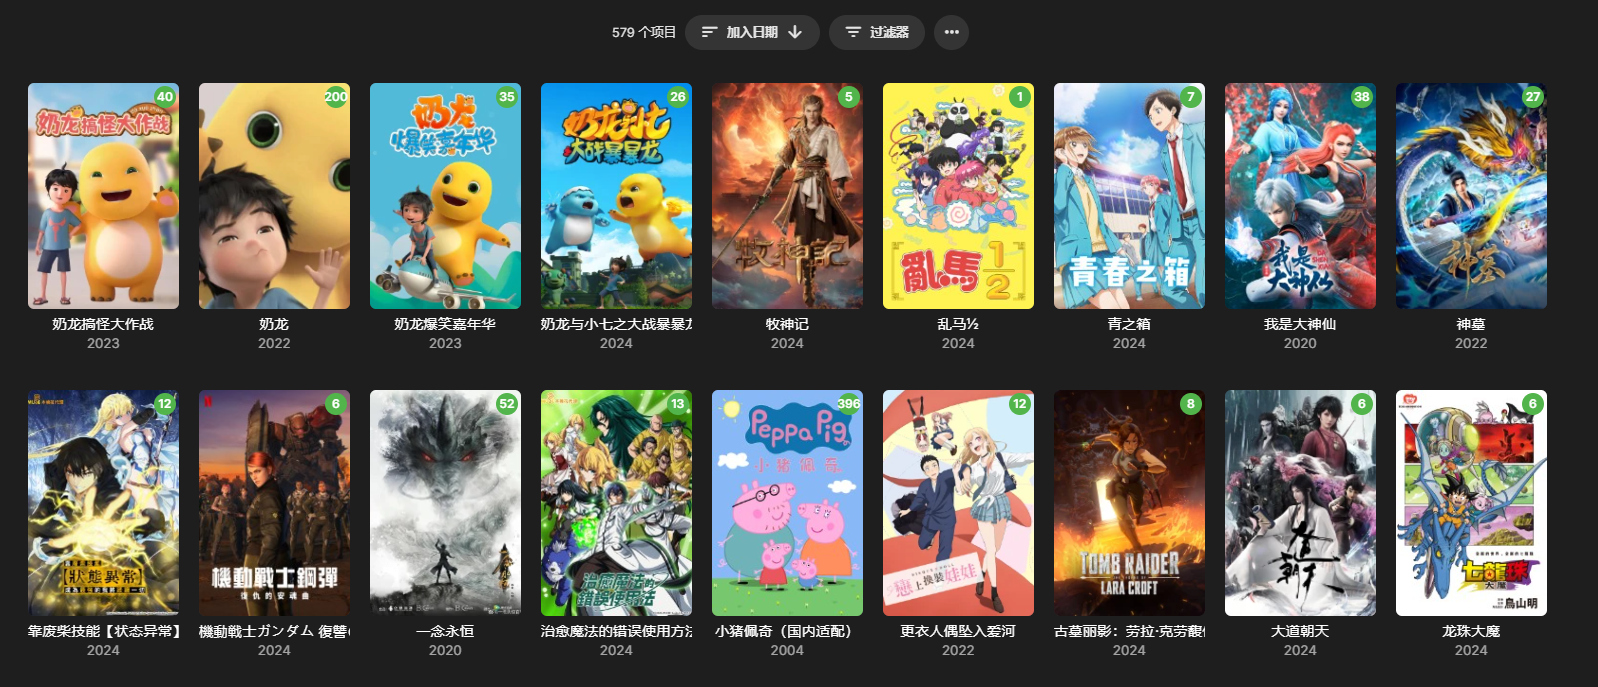 579 个项目 加入日期 过滤器
40
200
35
26
5
1
7
38
27
奶龙搞怪大作战
奶龙
爆笑嘉年华
奶龙与小七
大战暴暴龙
牧神記
亂馬1/2
青春之箱
我是大神仙
神墓
奶龙搞怪大作战
2023
奶龙
2022
奶龙爆笑嘉年华
2023
奶龙与小七之大战暴暴龙
2024
牧神记
2024
乱马½
2024
青之箱
2024
我是大神仙
2020
神墓
2022
12
6
52
13
396
12
8
6
6
【狀態異常】
機動戰士鋼彈
復仇的安魂曲
治癒魔法的
錯誤使用方法
Peppa Pig
小猪佩奇
戀上換裝娃娃
TOMB RAIDER
LARA CROFT
大道朝天
七龍珠
大魔
鳥山明
靠废柴技能【状态异常】
2024
機動戦士ガンダム 復讐
2024
一念永恒
2020
治愈魔法的错误使用方法
2024
小猪佩奇（国内适配）
2004
更衣人偶坠入爱河
2022
古墓丽影：劳拉·克劳馥
2024
大道朝天
2024
龙珠大魔
2024